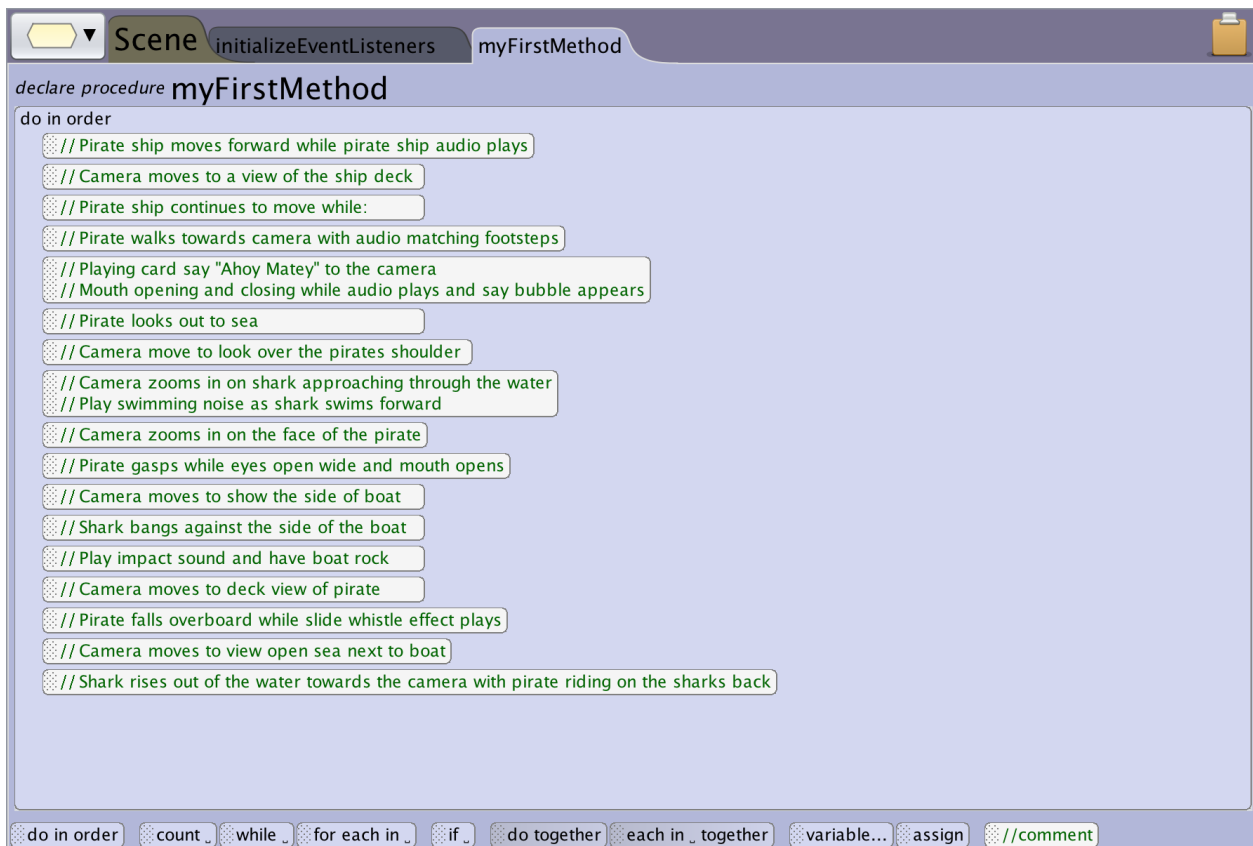 Scene initializeEventListeners myFirstMethod
declare procedure myFirstMethod
do in order
// Pirate ship moves forward while pirate ship audio plays
// Camera moves to a view of the ship deck
// Pirate ship continues to move while:
// Pirate walks towards camera with audio matching footsteps
// Playing card say "Ahoy Matey" to the camera
// Mouth opening and closing while audio plays and say bubble appears
// Pirate looks out to sea
// Camera move to look over the pirates shoulder
// Camera zooms in on shark approaching through the water
// Play swimming noise as shark swims forward
// Camera zooms in on the face of the pirate
// Pirate gasps while eyes open wide and mouth opens
// Camera moves to show the side of boat
// Shark bangs against the side of the boat
// Play impact sound and have boat rock
// Camera moves to deck view of pirate
// Pirate falls overboard while slide whistle effect plays
// Camera moves to view open sea next to boat
// Shark rises out of the water towards the camera with pirate riding on the sharks back
do in order count ␣ while ␣ for each in ␣ if ␣ do together each in ␣ together variable... assign //comment